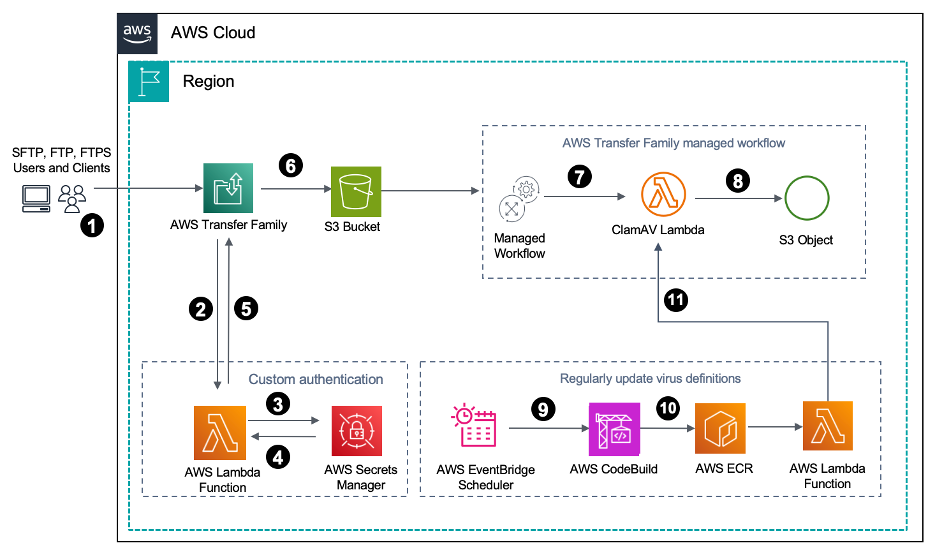 aws
AWS Cloud
Region
SFTP, FTP, FTPS
Users and Clients
1
AWS Transfer Family
6
S3 Bucket
AWS Transfer Family managed workflow
7
8
Managed
Workflow
ClamAV Lambda
S3 Object
2
5
11
Custom authentication
3
4
AWS Lambda
Function
AWS Secrets
Manager
Regularly update virus definitions
9
10
AWS EventBridge
Scheduler
AWS CodeBuild
AWS ECR
AWS Lambda
Function